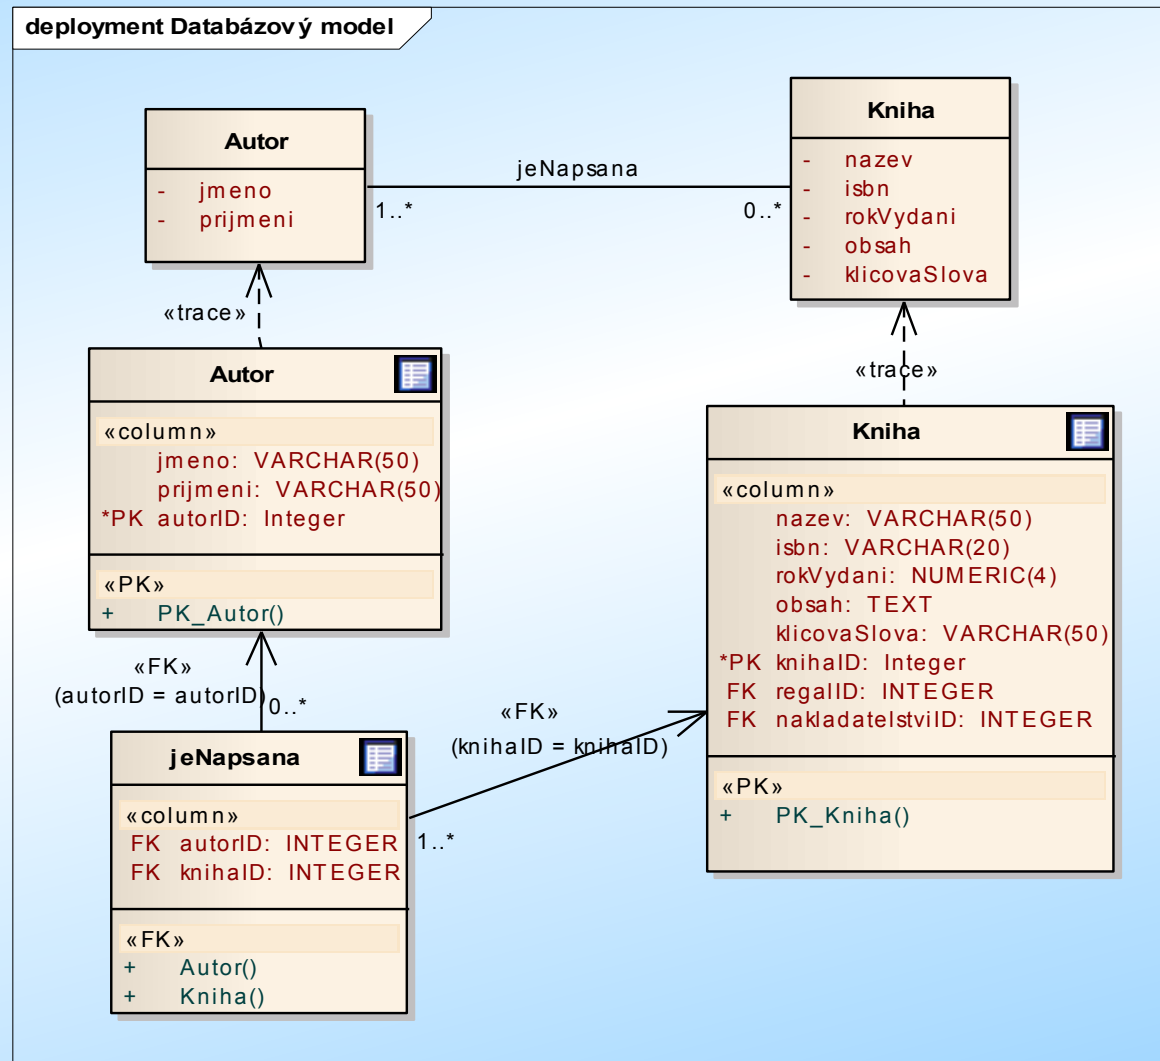 deployment Databázový model
Autor
- jmeno
- prijmeni
jeNapsana
1..*
0..*
Kniha
- nazev
- isbn
- rokVydani
- obsah
- klicovaSlova
«trace»
«trace»
Autor
«column»
jmeno: VARCHAR(50)
prijmeni: VARCHAR(50)
*PK autorID: Integer
«PK»
+ PK_Autor()
Kniha
«column»
nazev: VARCHAR(50)
isbn: VARCHAR(20)
rokVydani: NUMERIC(4)
obsah: TEXT
klicovaSlova: VARCHAR(50)
*PK knihaID: Integer
FK regalID: INTEGER
FK nakladatelstviID: INTEGER
«PK»
+ PK_Kniha()
«FK»
(autorID = autorID)
0..*
«FK»
(knihaID = knihaID)
1..*
jeNapsana
«column»
FK autorID: INTEGER
FK knihaID: INTEGER
«FK»
+ Autor()
+ Kniha()